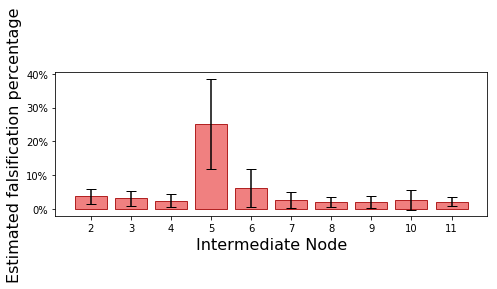 Estimated falsification percentage
40%
30%
20%
10%
0%
2 3 4 5 6 7 8 9 10 11
Intermediate Node